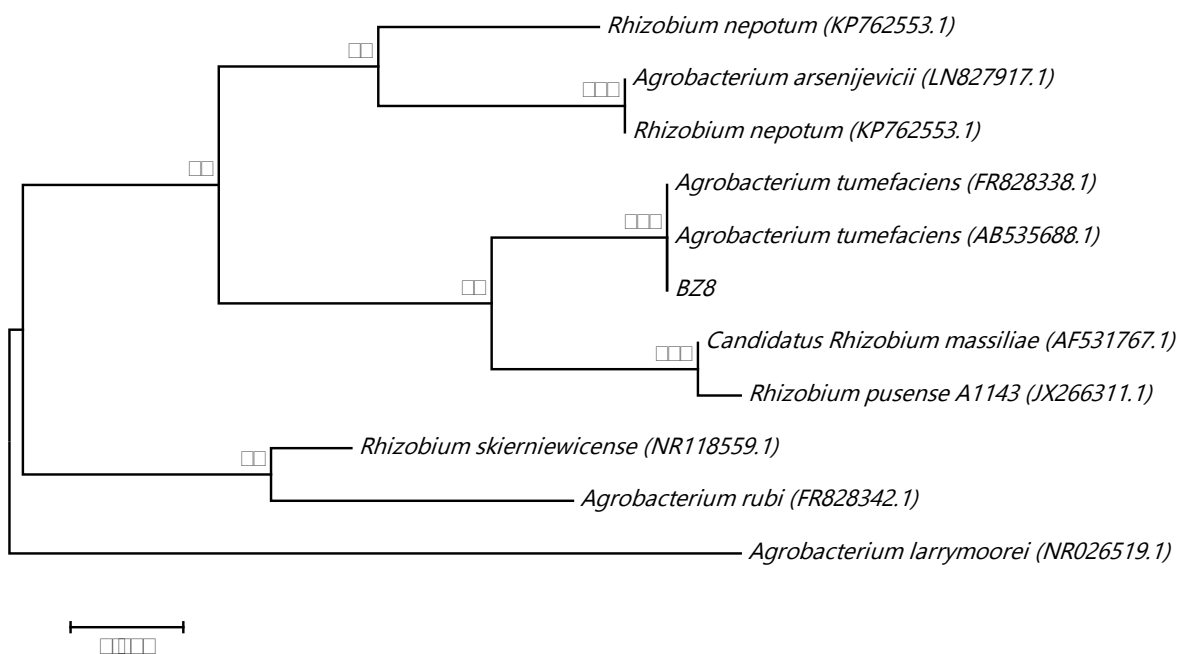 Rhizobium nepotum (KP762553.1)
Agrobacterium arsenijevicii (LN827917.1)
Rhizobium nepotum (KP762553.1)
Agrobacterium tumefaciens (FR828338.1)
Agrobacterium tumefaciens (AB535688.1)
BZ8
Candidatus Rhizobium massiliae (AF531767.1)
Rhizobium pusense A1143 (JX266311.1)
Rhizobium skierniewicense (NR118559.1)
Agrobacterium rubi (FR828342.1)
Agrobacterium larrymoorei (NR026519.1)